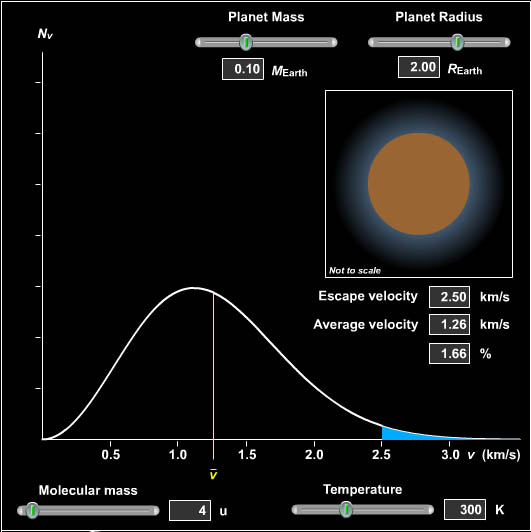 Planet Mass
Planet Radius
Nv
0.10 MEarth
2.00 REarth
Not to scale
Escape velocity 2.50 km/s
Average velocity 1.26 km/s
1.66 %
0.5 1.0 1.5 2.0 2.5 3.0 v (km/s)
v̄
Molecular mass
Temperature
4 u
300 K